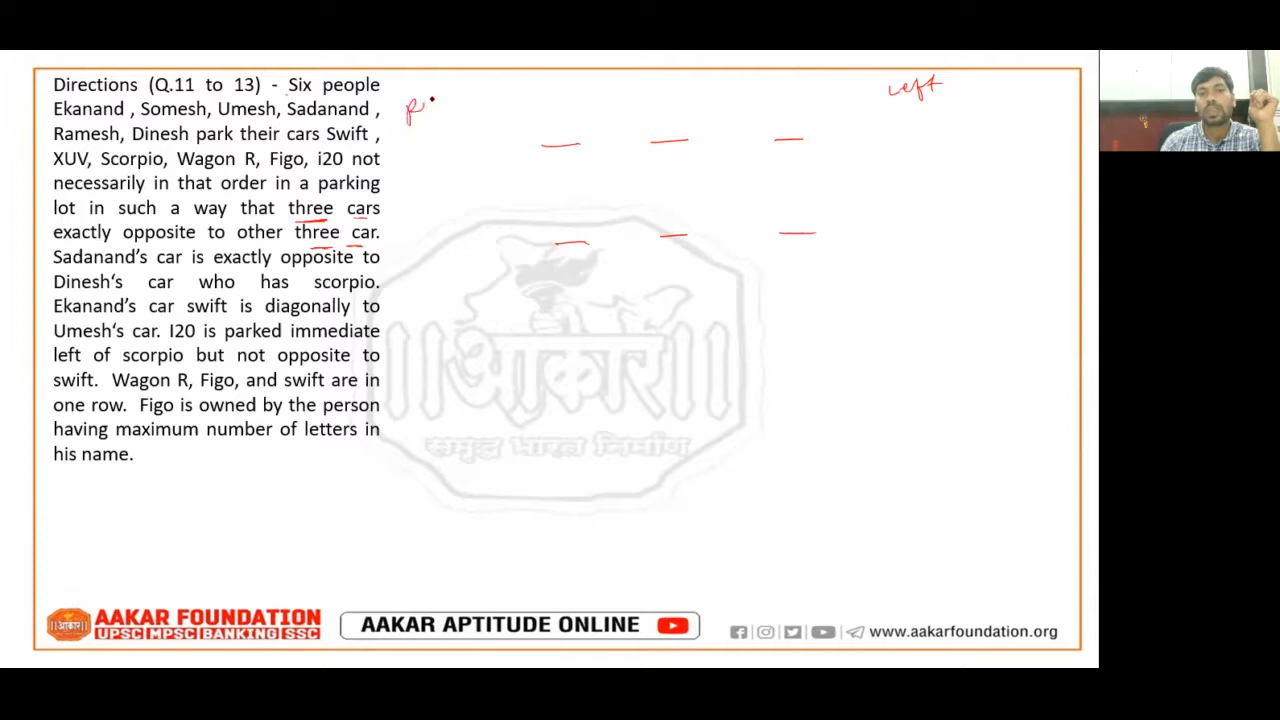 Directions (Q.11 to 13) - Six people
Ekanand , Somesh, Umesh, Sadanand ,
Ramesh, Dinesh park their cars Swift ,
XUV, Scorpio, Wagon R, Figo, i20 not
necessarily in that order in a parking
lot in such a way that three cars
exactly opposite to other three car.
Sadanand’s car is exactly opposite to
Dinesh‘s car who has scorpio.
Ekanand’s car swift is diagonally to
Umesh‘s car. I20 is parked immediate
left of scorpio but not opposite to
swift. Wagon R, Figo, and swift are in
one row. Figo is owned by the person
having maximum number of letters in
his name.
Left
R
आकार
समृद्ध भारत निर्माण
आकार
AAKAR FOUNDATION
UPSC|MPSC|BANKING|SSC
AAKAR APTITUDE ONLINE
www.aakarfoundation.org